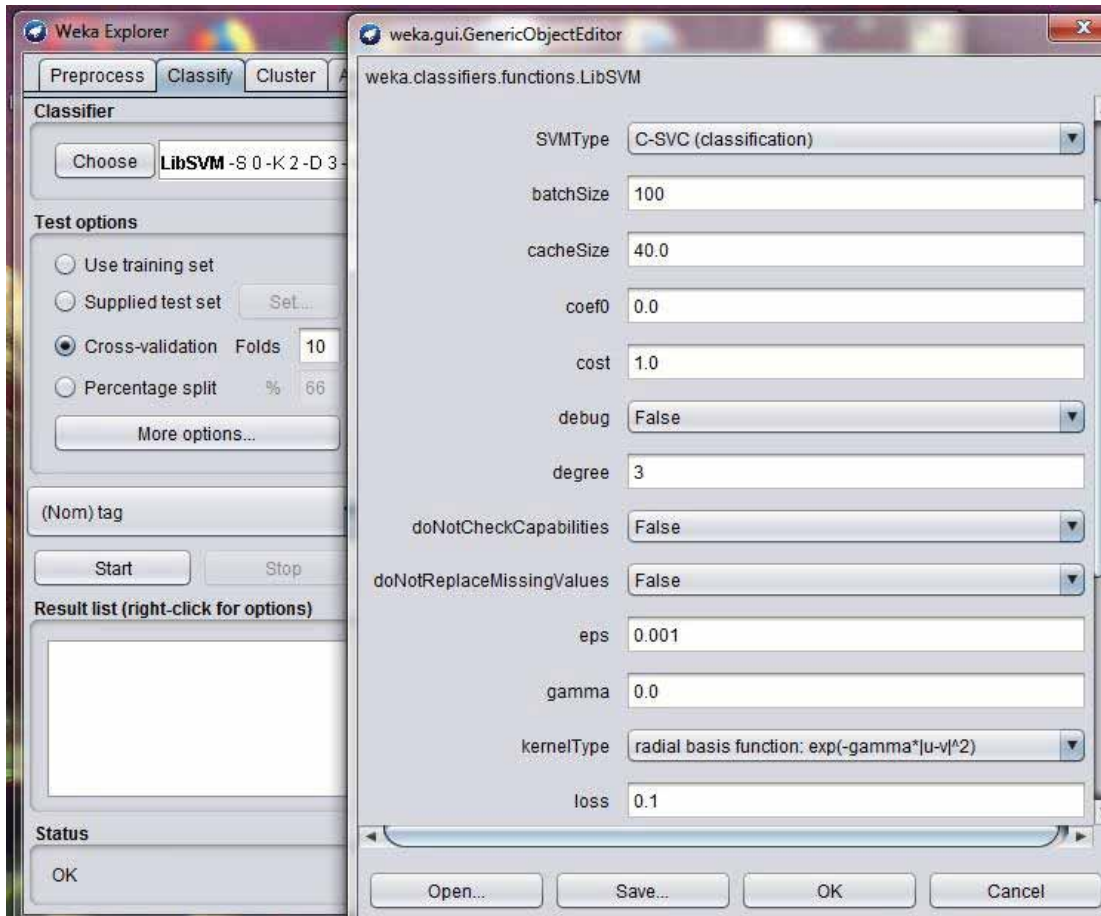 Weka Explorer
Preprocess Classify Cluster A
Classifier
Choose LibSVM -S 0 -K 2 -D 3 -
Test options
Use training set
Supplied test set Set...
Cross-validation Folds 10
Percentage split % 66
More options...
(Nom) tag
Start Stop
Result list (right-click for options)
Status
OK
weka.gui.GenericObjectEditor
X
weka.classifiers.functions.LibSVM
SVMType C-SVC (classification)
batchSize 100
cacheSize 40.0
coef0 0.0
cost 1.0
debug False
degree 3
doNotCheckCapabilities False
doNotReplaceMissingValues False
eps 0.001
gamma 0.0
kernelType radial basis function: exp(-gamma*|u-v|^2)
loss 0.1
Open... Save... OK Cancel